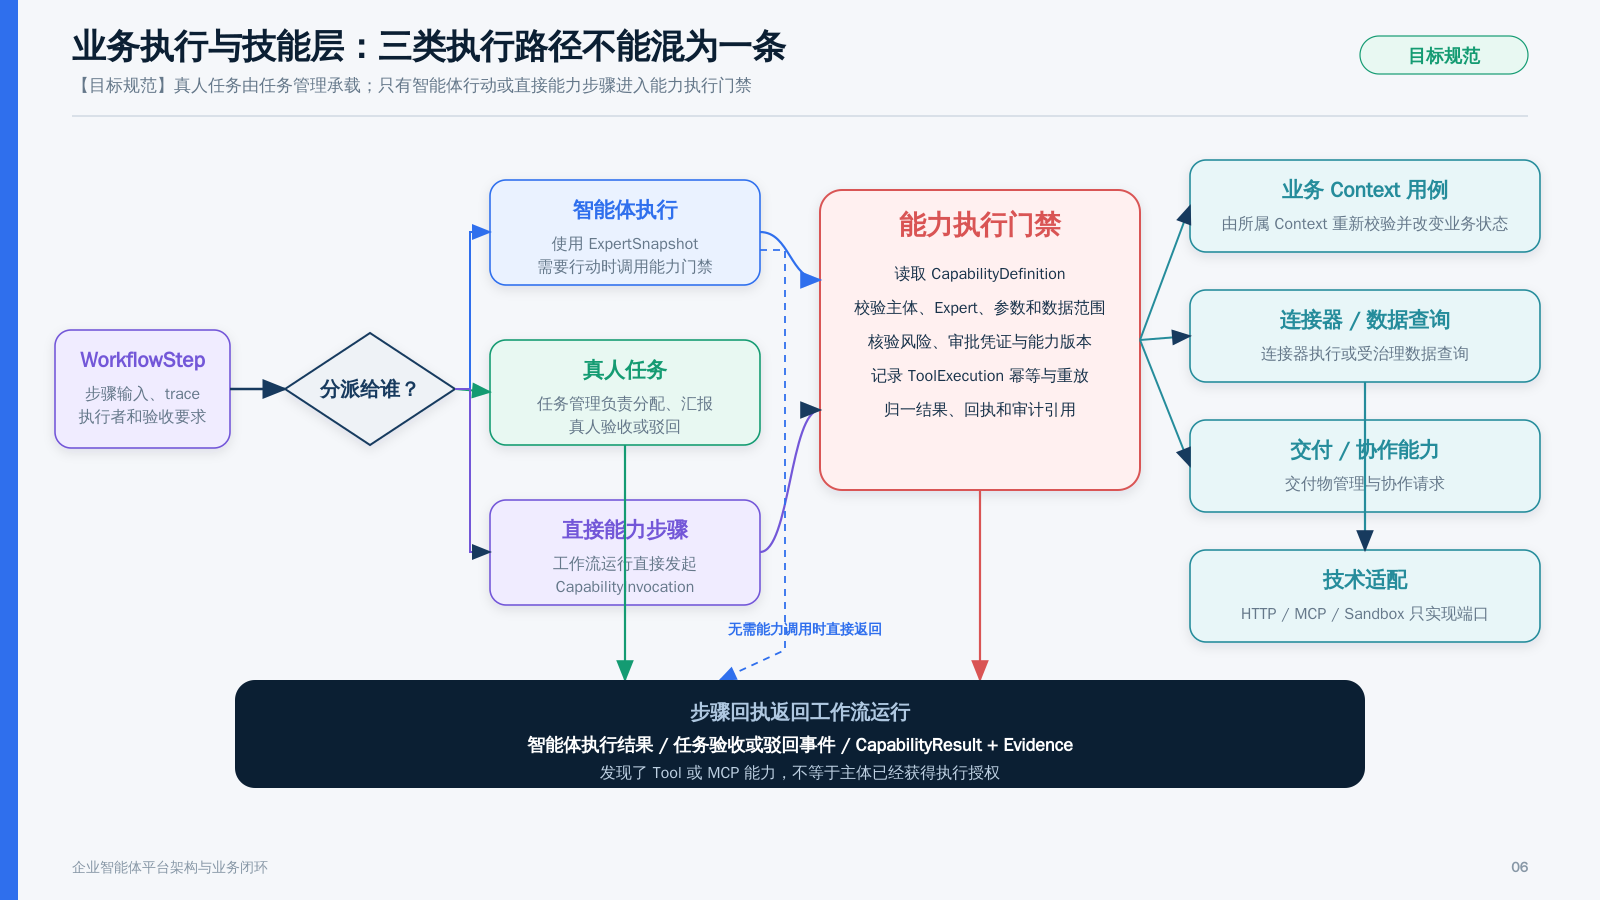 业务执行与技能层：三类执行路径不能混为一条
目标规范
【目标规范】真人任务由任务管理承载；只有智能体行动或直接能力步骤进入能力执行门禁
WorkflowStep
步骤输入、trace
执行者和验收要求
分派给谁？
智能体执行
使用 ExpertSnapshot
需要行动时调用能力门禁
真人任务
任务管理负责分配、汇报
真人验收或驳回
直接能力步骤
工作流运行直接发起
CapabilityInvocation
无需能力调用时直接返回
能力执行门禁
读取 CapabilityDefinition
校验主体、Expert、参数和数据范围
核验风险、审批凭证与能力版本
记录 ToolExecution 幂等与重放
归一结果、回执和审计引用
业务 Context 用例
由所属 Context 重新校验并改变业务状态
连接器 / 数据查询
连接器执行或受治理数据查询
交付 / 协作能力
交付物管理与协作请求
技术适配
HTTP / MCP / Sandbox 只实现端口
步骤回执返回工作流运行
智能体执行结果 / 任务验收或驳回事件 / CapabilityResult + Evidence
发现了 Tool 或 MCP 能力，不等于主体已经获得执行授权
企业智能体平台架构与业务闭环
06